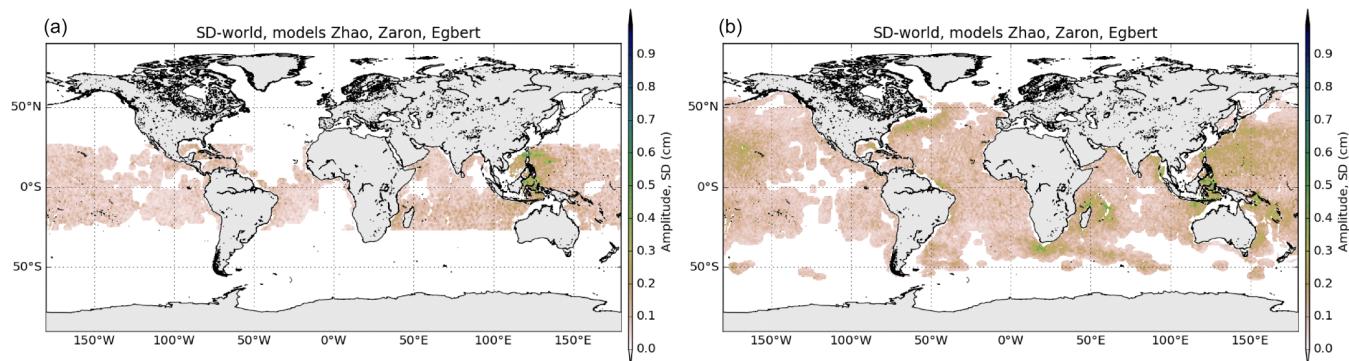 (a)
SD-world, models Zhao, Zaron, Egbert
50°N
0°S
50°S
150°W 100°W 50°W 0°W 50°E 100°E 150°E
0.9
0.8
0.7
0.6
0.5
0.4
0.3
0.2
0.1
0.0
Amplitude, SD (cm)
(b)
SD-world, models Zhao, Zaron, Egbert
50°N
0°S
50°S
150°W 100°W 50°W 0°W 50°E 100°E 150°E
0.9
0.8
0.7
0.6
0.5
0.4
0.3
0.2
0.1
0.0
Amplitude, SD (cm)